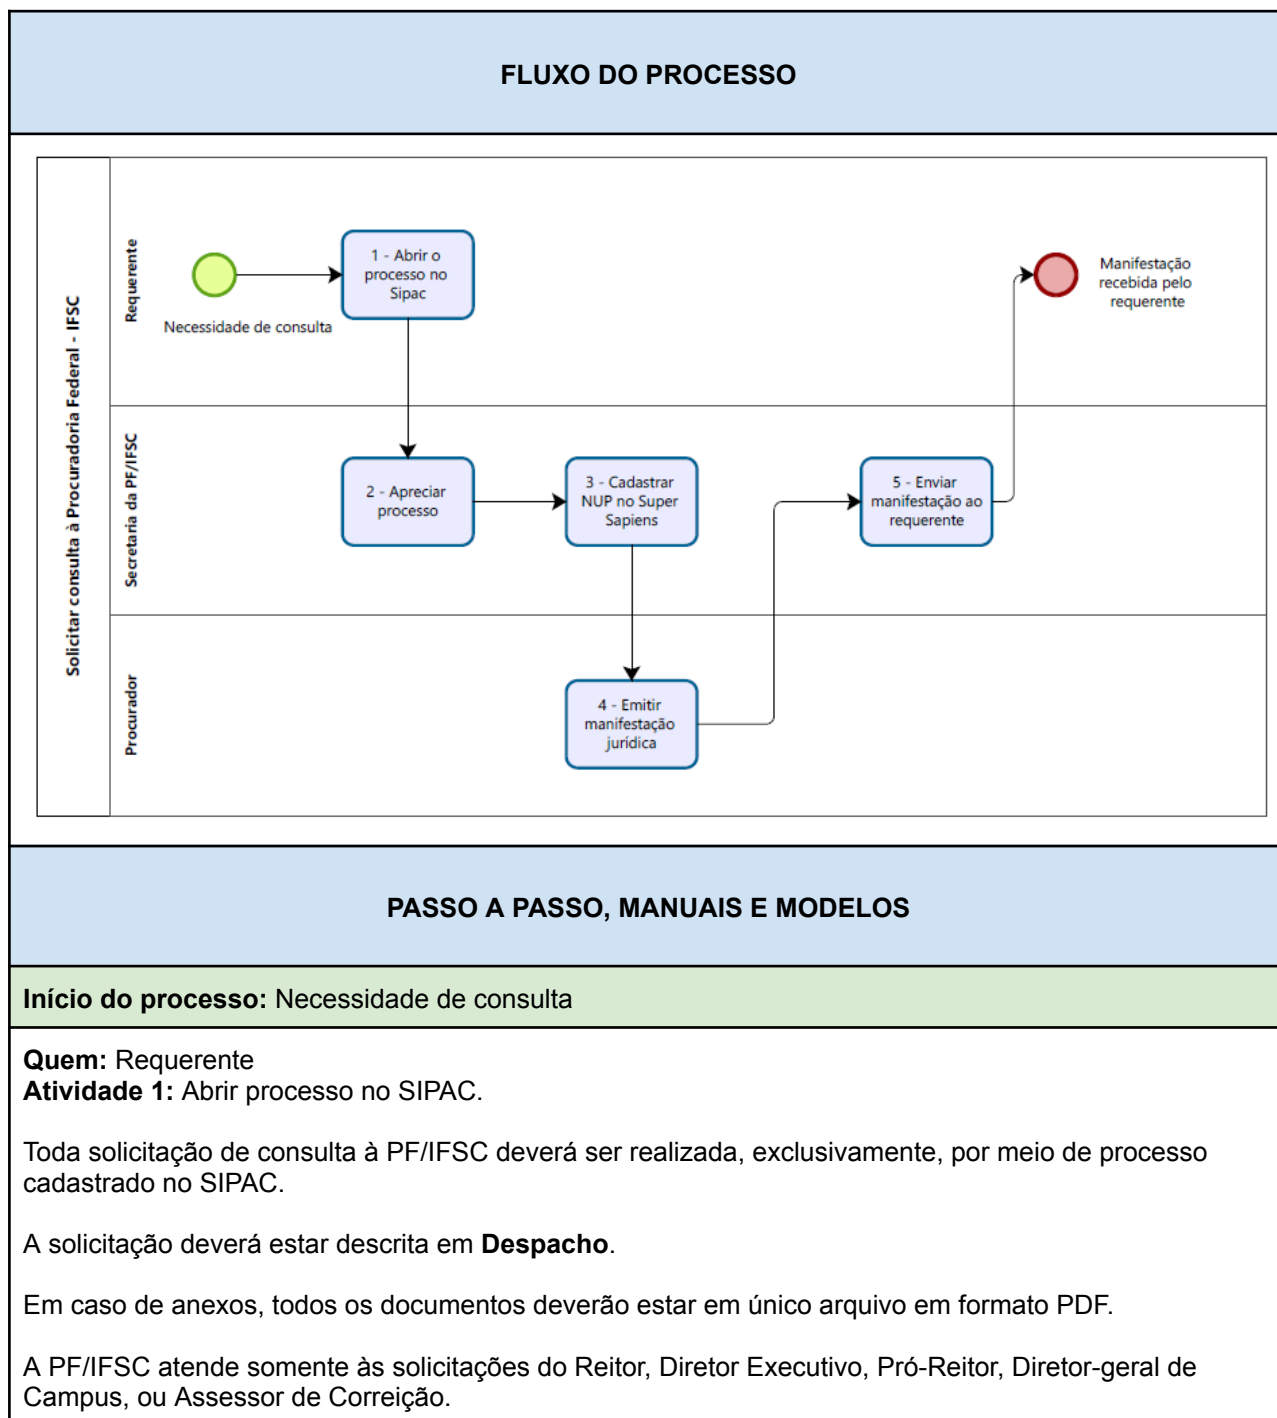 FLUXO DO PROCESSO
Solicitar consulta à Procuradoria Federal - IFSC
Requerente
Necessidade de consulta
1 - Abrir o
processo no
Sipac
Manifestação
recebida pelo
requerente
Secretaria da PF/IFSC
2 - Apreciar
processo
3 - Cadastrar
NUP no Super
Sapiens
5 - Enviar
manifestação ao
requerente
Procurador
4 - Emitir
manifestação
jurídica
PASSO A PASSO, MANUAIS E MODELOS
Início do processo: Necessidade de consulta
Quem: Requerente
Atividade 1: Abrir processo no SIPAC.
Toda solicitação de consulta à PF/IFSC deverá ser realizada, exclusivamente, por meio de processo
cadastrado no SIPAC.
A solicitação deverá estar descrita em Despacho.
Em caso de anexos, todos os documentos deverão estar em único arquivo em formato PDF.
A PF/IFSC atende somente às solicitações do Reitor, Diretor Executivo, Pró-Reitor, Diretor-geral de
Campus, ou Assessor de Correição.